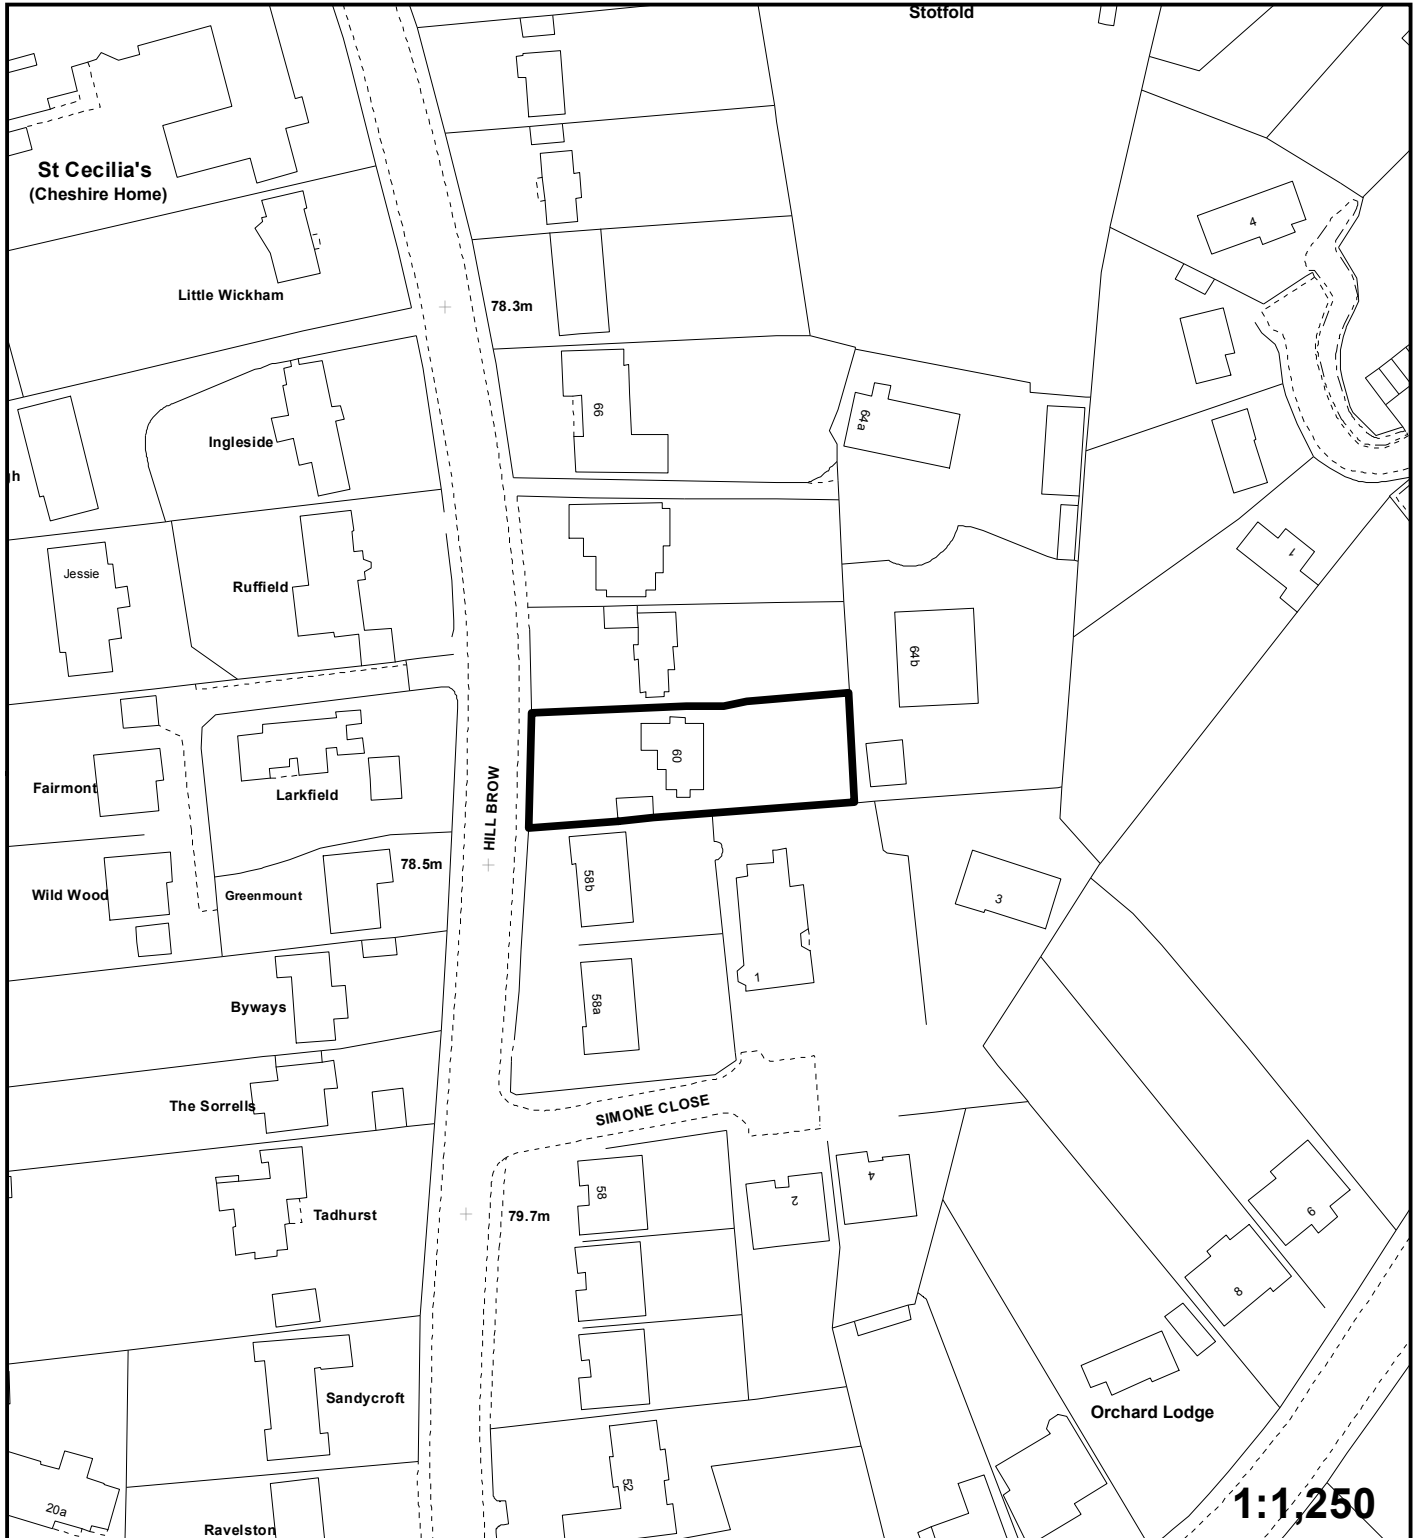 Stotfold
St Cecilia's
(Cheshire Home)
4
Little Wickham
78.3m
66
64a
Ingleside
1
Jessie
Ruffield
64b
60
Fairmont
Larkfield
HILL BROW
78.5m
58b
Wild Wood
Greenmount
3
1
58a
Byways
The Sorrells
SIMONE CLOSE
58
2
4
Tadhurst
79.7m
8
Sandycroft
Orchard Lodge
52
20a
1:1,250
Ravelston